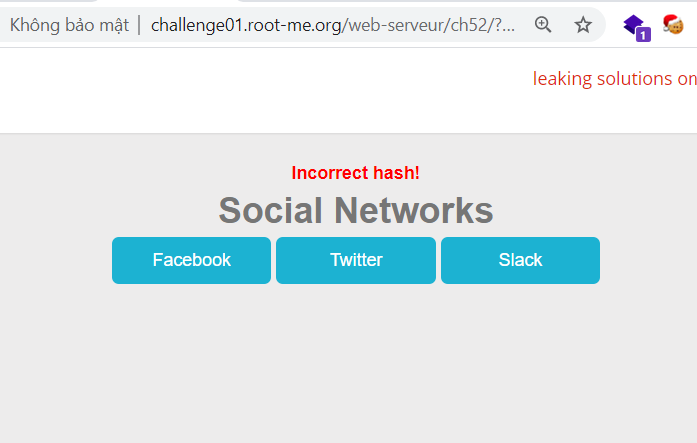 Không bảo mật | challenge01.root-me.org/web-serveur/ch52/?...
1
leaking solutions on
Incorrect hash!
Social Networks
Facebook Twitter Slack